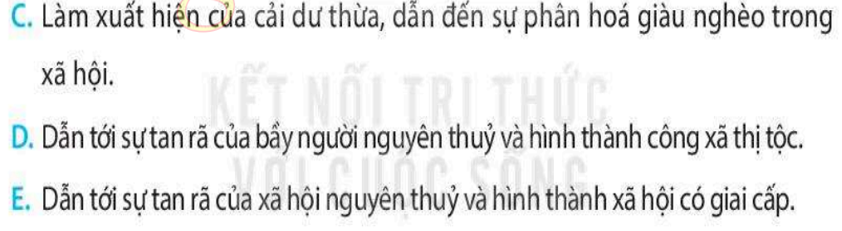 C. Làm xuất hiện của cải dư thừa, dẫn đến sự phân hoá giàu nghèo trong
xã hội.
KẾT NỐI TRI THỨC
D. Dẫn tới sự tan rã của bầy người nguyên thuỷ và hình thành công xã thị tộc.
VỚI CUỘC SỐNG
E. Dẫn tới sự tan rã của xã hội nguyên thuỷ và hình thành xã hội có giai cấp.